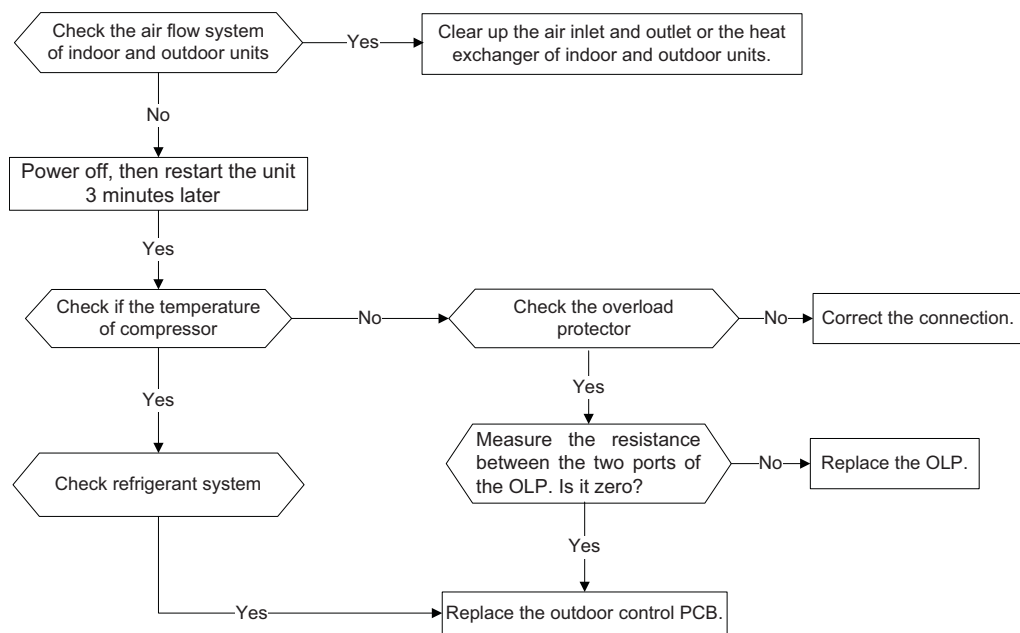 Check the air flow system
of indoor and outdoor units
Yes
Clear up the air inlet and outlet or the heat
exchanger of indoor and outdoor units.
No
Power off, then restart the unit
3 minutes later
Yes
Check if the temperature
of compressor
No
Check the overload
protector
No
Correct the connection.
Yes
Yes
Measure the resistance
between the two ports of
the OLP. Is it zero?
No
Replace the OLP.
Check refrigerant system
Yes
Yes
Replace the outdoor control PCB.